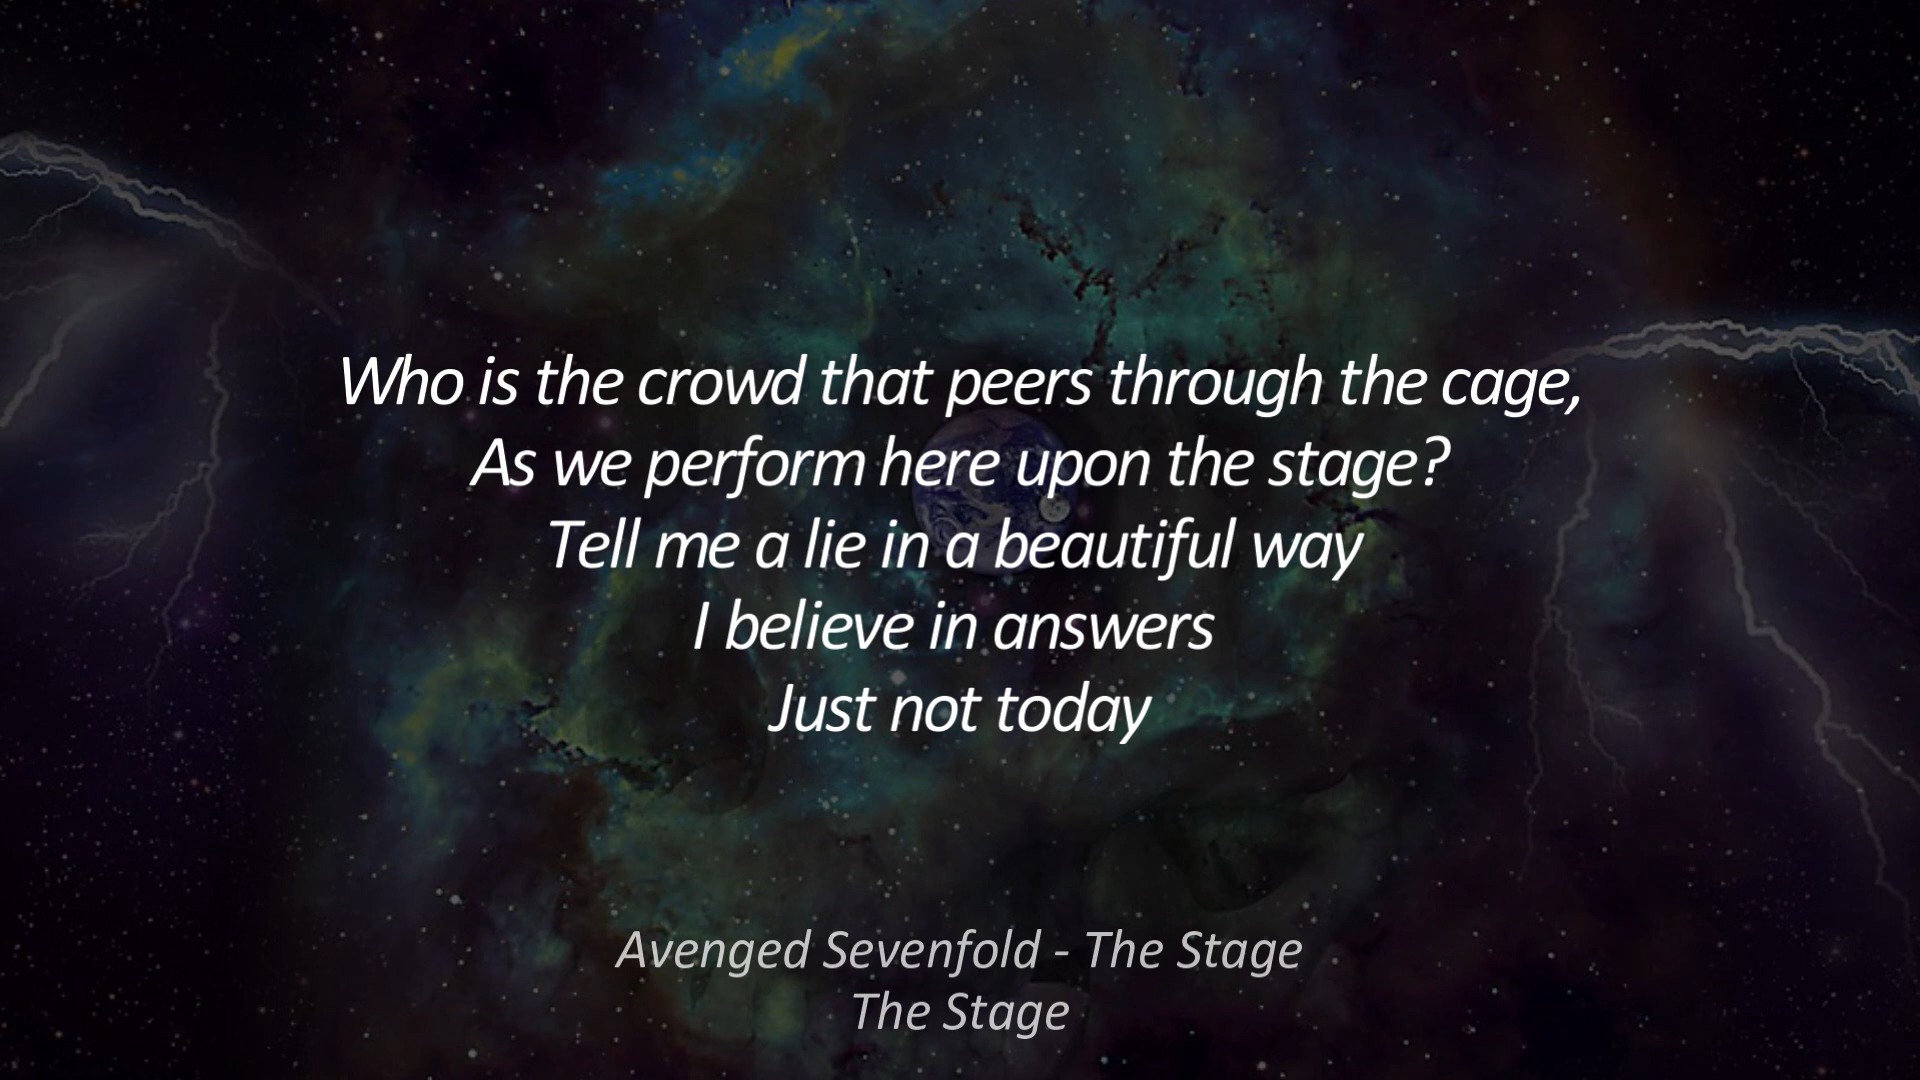 Who is the crowd that peers through the cage,
As we perform here upon the stage?
Tell me a lie in a beautiful way
I believe in answers
Just not today
Avenged Sevenfold - The Stage
The Stage